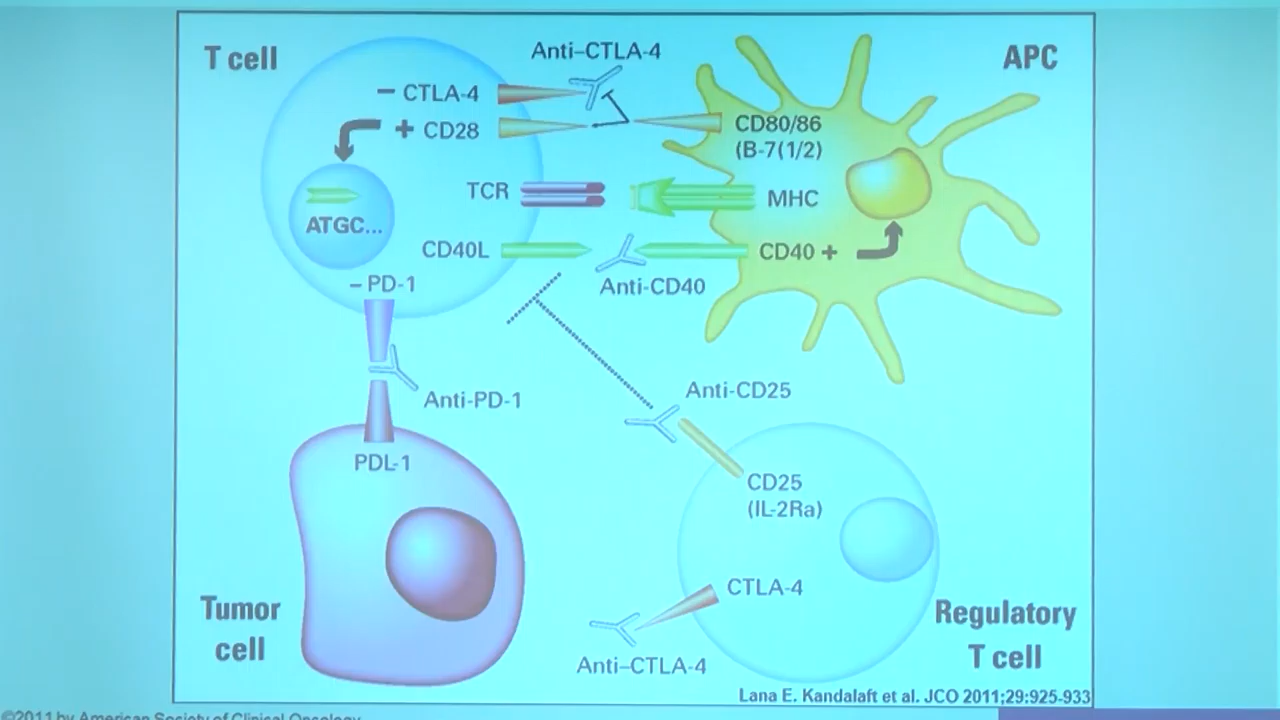 T cell
Anti–CTLA-4
APC
– CTLA-4
+ CD28
CD80/86
(B-7(1/2)
TCR
MHC
ATGC...
CD40L
CD40 +
Anti-CD40
– PD-1
Anti-PD-1
Anti-CD25
PDL-1
CD25
(IL-2Ra)
CTLA-4
Anti–CTLA-4
Tumor
cell
Regulatory
T cell
Lana E. Kandalaft et al. JCO 2011;29:925-933
©2011 by American Society of Clinical Oncology